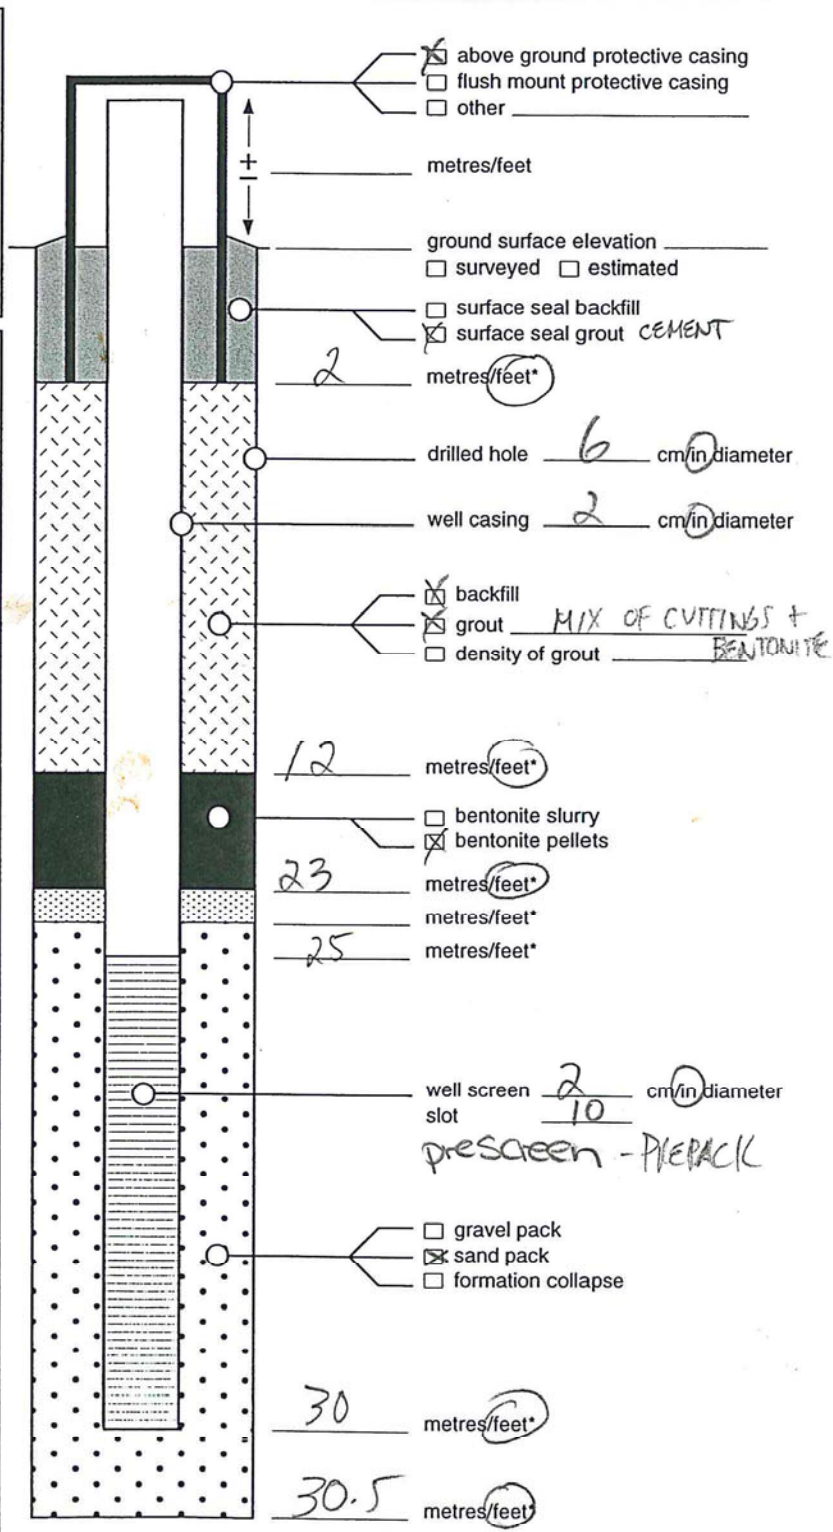 above ground protective casing
flush mount protective casing
other
+
–
metres/feet
ground surface elevation
surveyed estimated
surface seal backfill
surface seal grout CEMENT
2 metres/feet*
drilled hole 6 cm/in diameter
well casing 2 cm/in diameter
backfill
grout MIX OF CUTTINGS +
BENTONITE
density of grout
12 metres/feet*
bentonite slurry
bentonite pellets
23 metres/feet*
metres/feet*
25 metres/feet*
well screen 2 cm/in diameter
slot 10
prescreen - PREPACK
gravel pack
sand pack
formation collapse
30 metres/feet*
30.5 metres/feet*